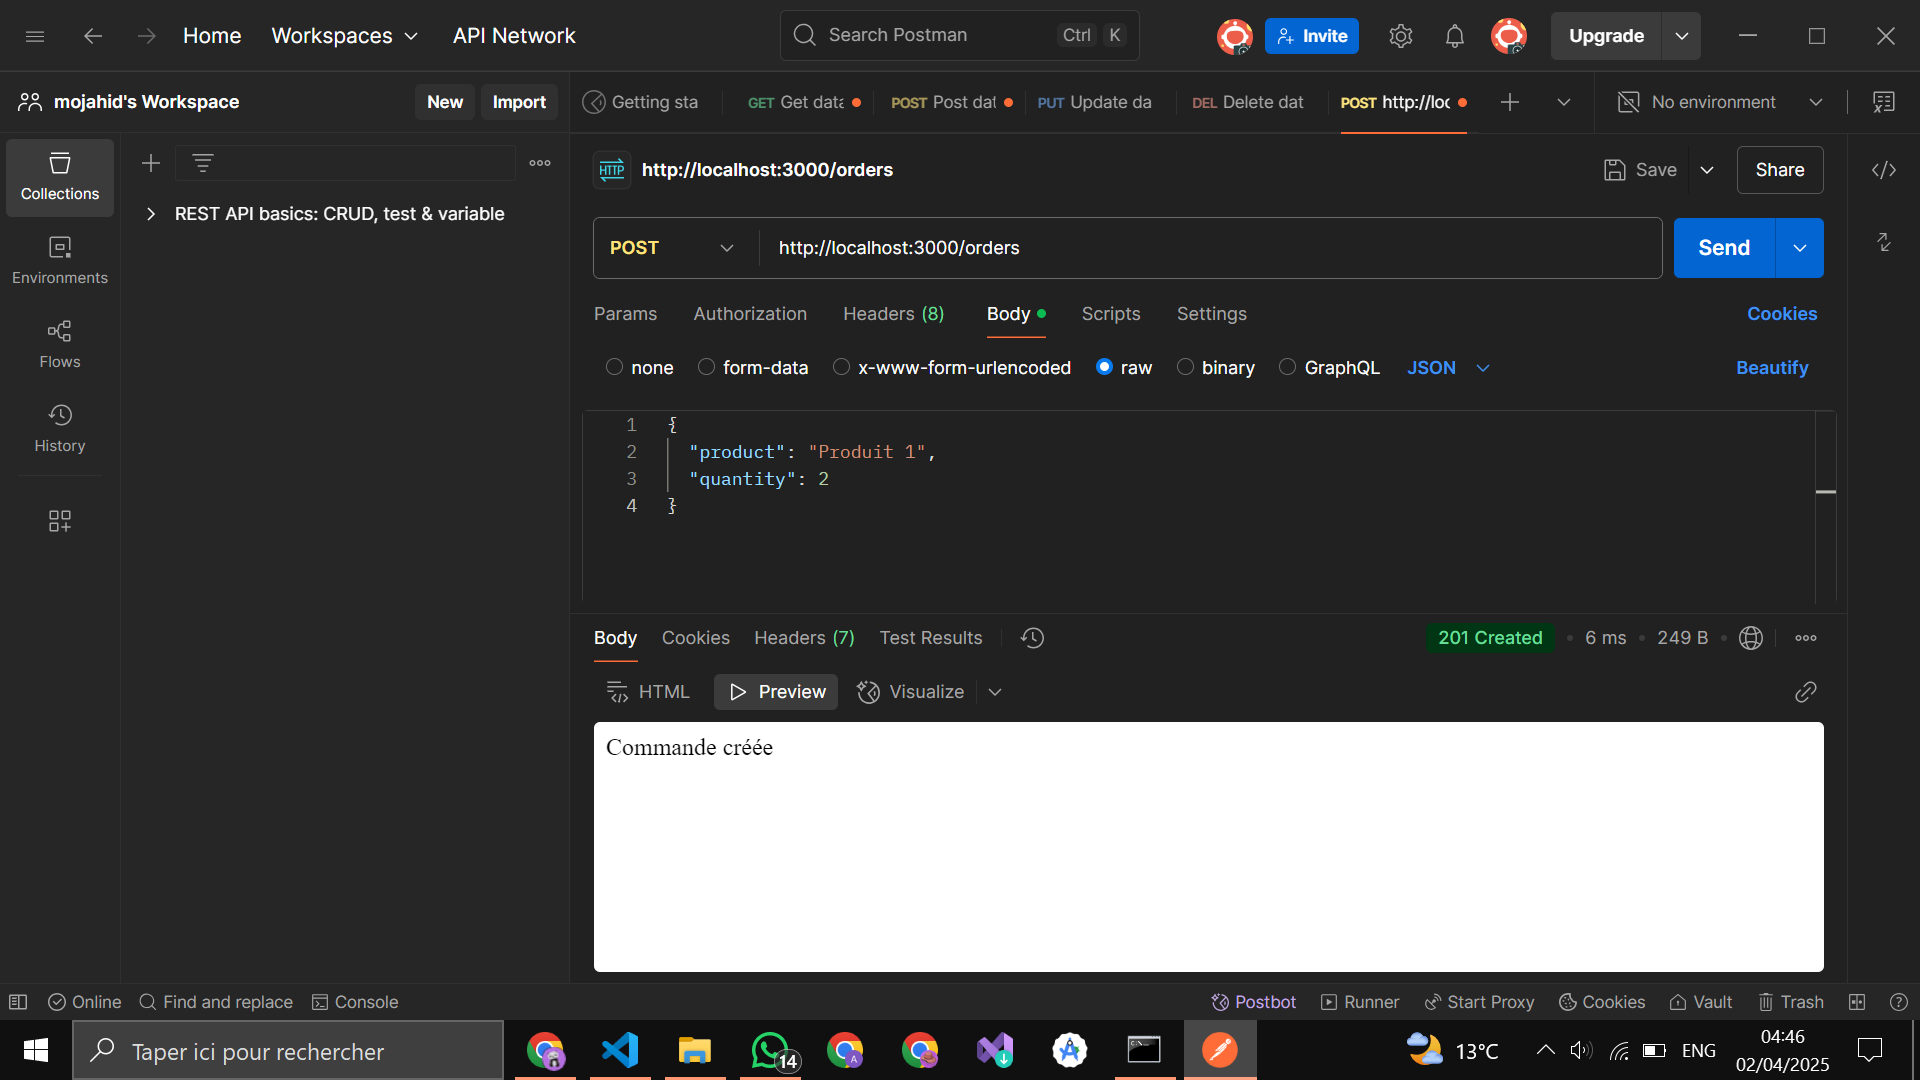 Home
Workspaces
API Network
Search Postman
Ctrl K
Invite
Upgrade
mojahid's Workspace
New
Import
Getting sta
GET Get data
POST Post dat
PUT Update da
DEL Delete dat
POST http://loc
No environment
Collections
Environments
Flows
History
REST API basics: CRUD, test & variable
HTTP
http://localhost:3000/orders
Save
Share
POST
http://localhost:3000/orders
Send
Params
Authorization
Headers (8)
Body
Scripts
Settings
Cookies
none
form-data
x-www-form-urlencoded
raw
binary
GraphQL
JSON
Beautify
1 {
2 "product": "Produit 1",
3 "quantity": 2
4 }
Body
Cookies
Headers (7)
Test Results
201 Created
6 ms
249 B
HTML
Preview
Visualize
Commande créée
Online
Find and replace
Console
Postbot
Runner
Start Proxy
Cookies
Vault
Trash
Taper ici pour rechercher
14
A
13°C
ENG
04:46
02/04/2025